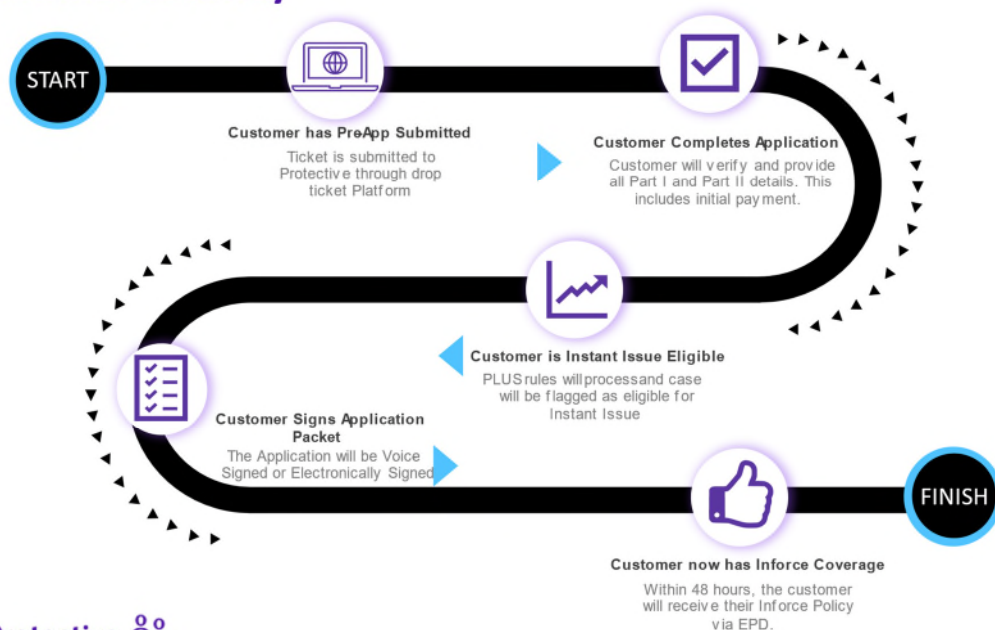 START
Customer has Pre-App Submitted
Ticket is submitted to
Protective through drop
ticket Platform
Customer Completes Application
Customer will verify and provide
all Part I and Part II details. This
includes initial payment.
Customer is Instant Issue Eligible
PLUS rules will process and case
will be flagged as eligible for
Instant Issue
Customer Signs Application
Packet
The Application will be Voice
Signed or Electronically Signed
FINISH
Customer now has Inforce Coverage
Within 48 hours, the customer
will receive their Inforce Policy
via EPD.